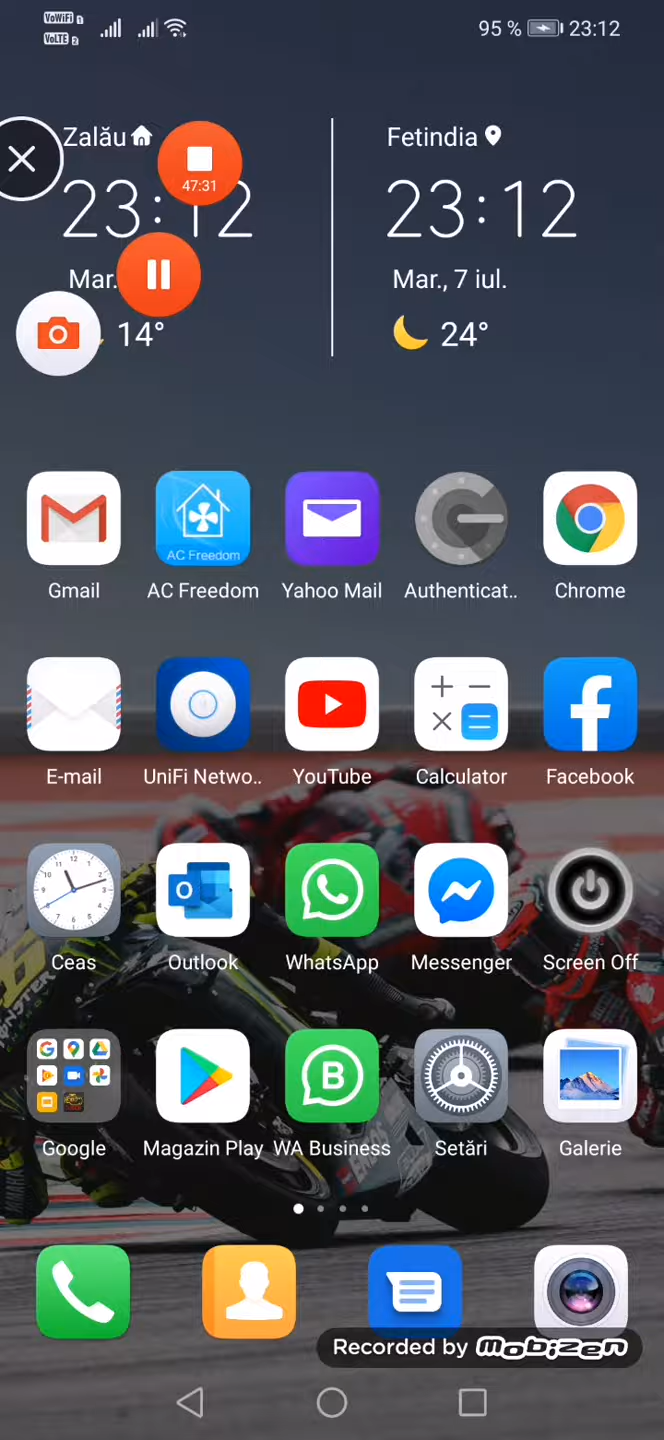 VoWiFi 1
VoLTE 2
95 % 23:12
Zalău
Fetindia
47:31
23:12
23:12
Mar.
Mar., 7 iul.
14°
24°
AC Freedom
Gmail
AC Freedom
Yahoo Mail
Authenticat..
Chrome
E-mail
UniFi Netwo..
YouTube
Calculator
Facebook
Ceas
Outlook
WhatsApp
Messenger
Screen Off
Google
Magazin Play
WA Business
Setări
Galerie
Recorded by Mobizen